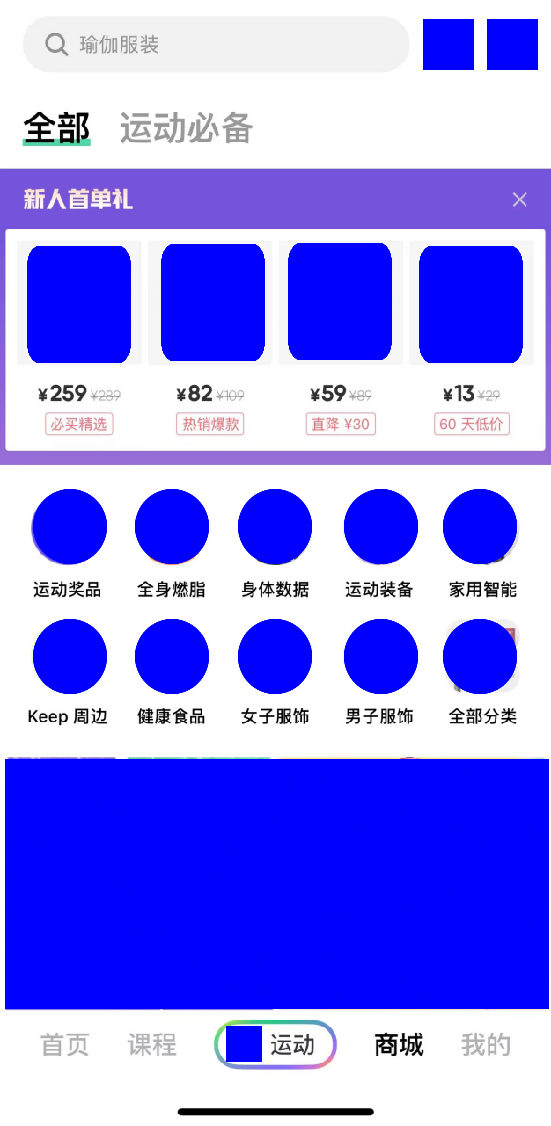 瑜伽服装
全部 运动必备
新人首单礼
¥259 ¥289 ¥82 ¥109 ¥59 ¥89 ¥13 ¥29
必买精选 热销爆款 直降 ¥30 60 天低价
运动奖品 全身燃脂 身体数据 运动装备 家用智能
Keep 周边 健康食品 女子服饰 男子服饰 全部分类
首页 课程 运动 商城 我的